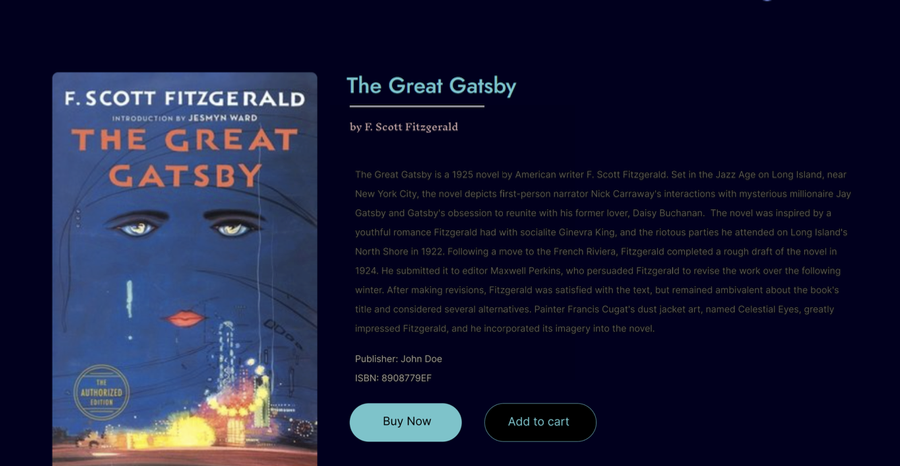 F. SCOTT FITZGERALD
INTRODUCTION BY JESMYN WARD
THE GREAT
GATSBY
THE
AUTHORIZED
EDITION
The Great Gatsby
by F. Scott Fitzgerald
The Great Gatsby is a 1925 novel by American writer F. Scott Fitzgerald. Set in the Jazz Age on Long Island, near
New York City, the novel depicts first-person narrator Nick Carraway's interactions with mysterious millionaire Jay
Gatsby and Gatsby's obsession to reunite with his former lover, Daisy Buchanan. The novel was inspired by a
youthful romance Fitzgerald had with socialite Ginevra King, and the riotous parties he attended on Long Island's
North Shore in 1922. Following a move to the French Riviera, Fitzgerald completed a rough draft of the novel in
1924. He submitted it to editor Maxwell Perkins, who persuaded Fitzgerald to revise the work over the following
winter. After making revisions, Fitzgerald was satisfied with the text, but remained ambivalent about the book's
title and considered several alternatives. Painter Francis Cugat's dust jacket art, named Celestial Eyes, greatly
impressed Fitzgerald, and he incorporated its imagery into the novel.
Publisher: John Doe
ISBN: 8908779EF
Buy Now
Add to cart